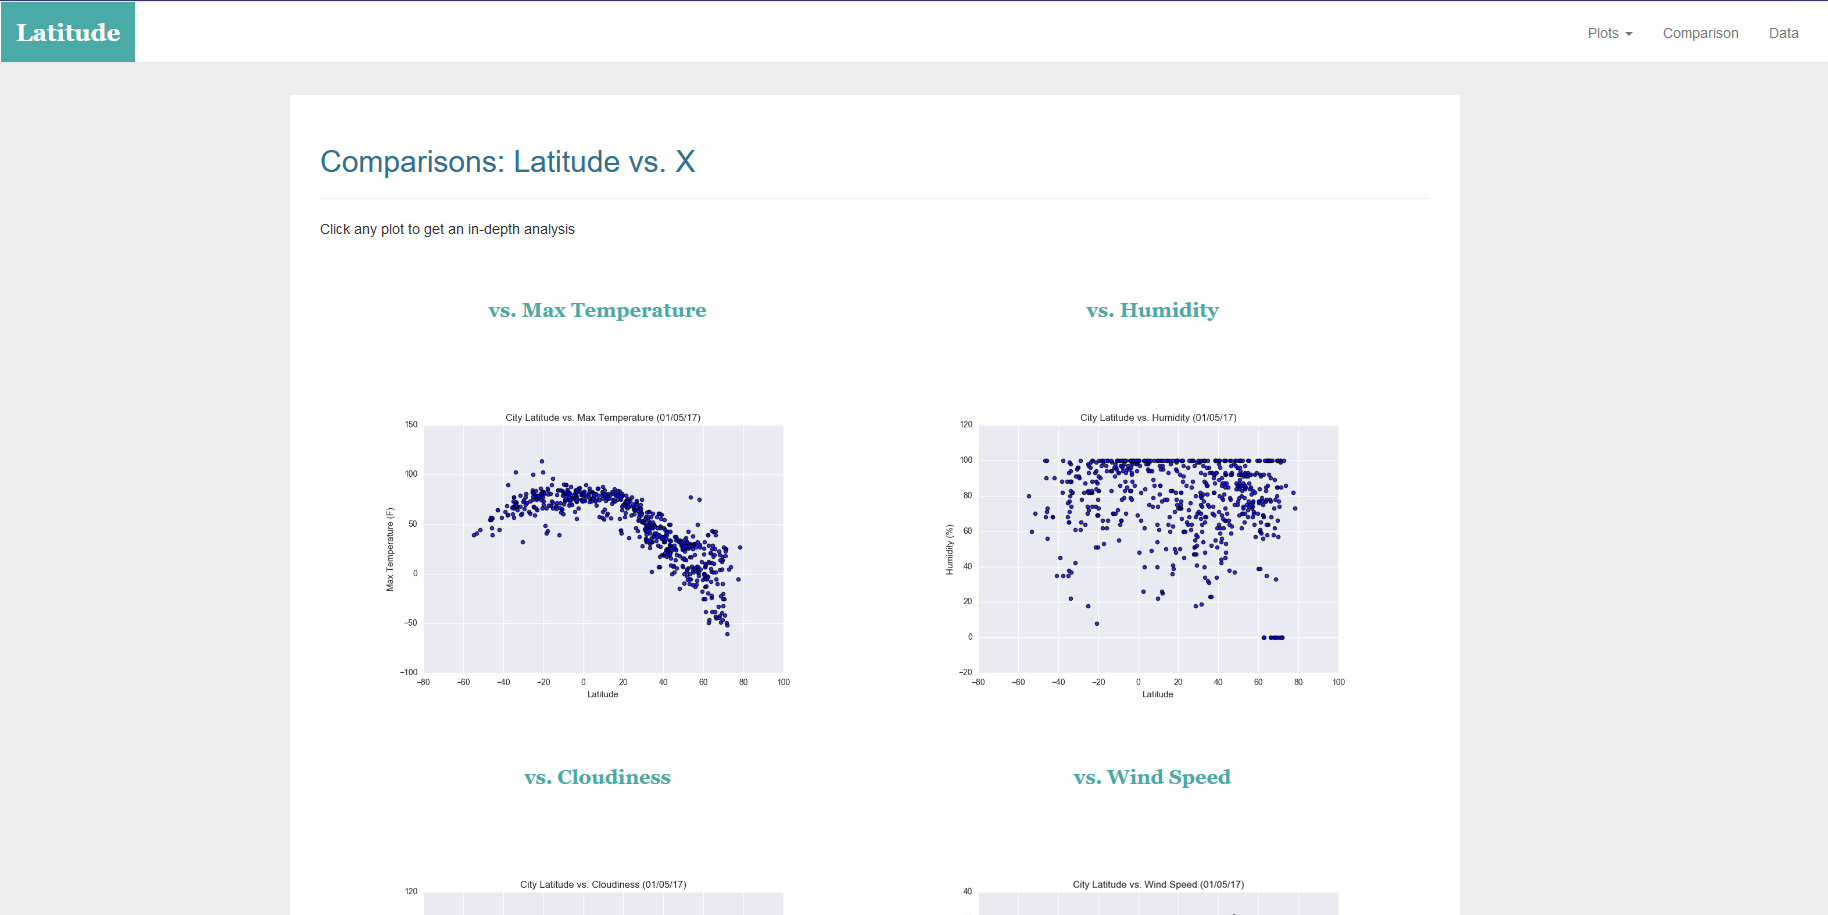 Latitude
Plots
Comparison
Data
Comparisons: Latitude vs. X
Click any plot to get an in-depth analysis
vs. Max Temperature
vs. Humidity
City Latitude vs. Max Temperature (01/05/17)
150
100
50
0
−50
−100
Max Temperature (F)
−80 −60 −40 −20 0 20 40 60 80 100
Latitude
City Latitude vs. Humidity (01/05/17)
120
100
80
60
40
20
0
−20
Humidity (%)
−80 −60 −40 −20 0 20 40 60 80 100
Latitude
vs. Cloudiness
vs. Wind Speed
City Latitude vs. Cloudiness (01/05/17)
120
City Latitude vs. Wind Speed (01/05/17)
40